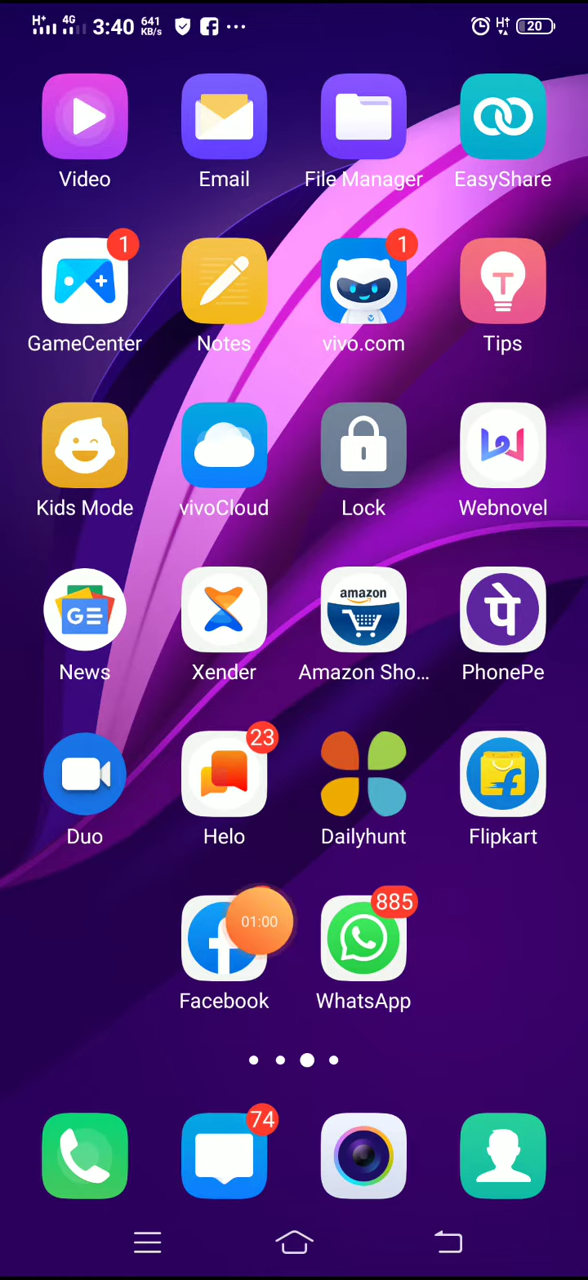 H+ 4G 3:40 641 KB/s ··· H↑ 20
Video Email File Manager EasyShare
1 1
T
GameCenter Notes vivo.com Tips
Kids Mode vivoCloud Lock Webnovel
GE amazon पे
News Xender Amazon Sho... PhonePe
23
Duo Helo Dailyhunt Flipkart
885
01:00
Facebook WhatsApp
74